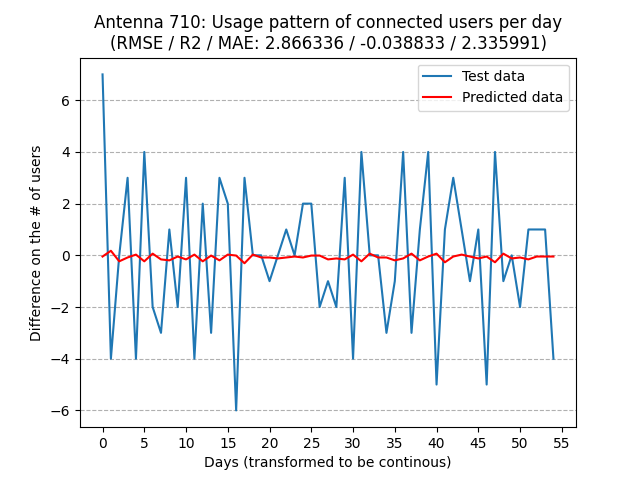 Antenna 710: Usage pattern of connected users per day
(RMSE / R2 / MAE: 2.866336 / -0.038833 / 2.335991)
Test data
Predicted data
Difference on the # of users
6
4
2
0
−2
−4
−6
0 5 10 15 20 25 30 35 40 45 50 55
Days (transformed to be continous)